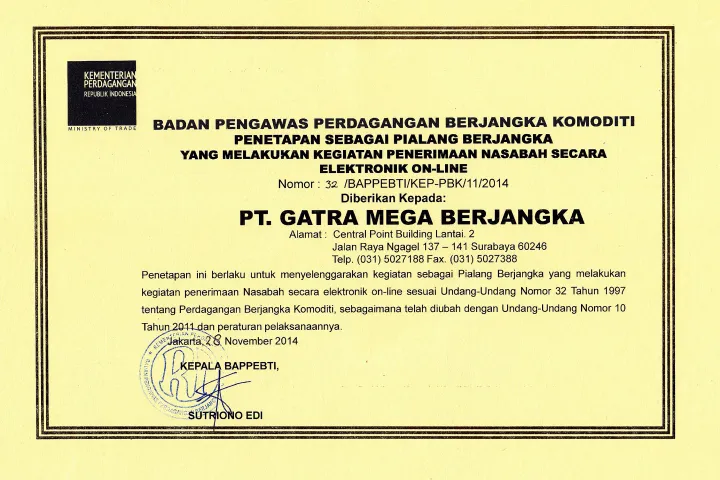 KEMENTERIAN
PERDAGANGAN
REPUBLIK INDONESIA
MINISTRY OF TRADE
BADAN PENGAWAS PERDAGANGAN BERJANGKA KOMODITI
PENETAPAN SEBAGAI PIALANG BERJANGKA
YANG MELAKUKAN KEGIATAN PENERIMAAN NASABAH SECARA
ELEKTRONIK ON-LINE
Nomor : 32 /BAPPEBTI/KEP-PBK/11/2014
Diberikan Kepada:
PT. GATRA MEGA BERJANGKA
Alamat : Central Point Building Lantai. 2
Jalan Raya Ngagel 137 – 141 Surabaya 60246
Telp. (031) 5027188 Fax. (031) 5027388
Penetapan ini berlaku untuk menyelenggarakan kegiatan sebagai Pialang Berjangka yang melakukan
kegiatan penerimaan Nasabah secara elektronik on-line sesuai Undang-Undang Nomor 32 Tahun 1997
tentang Perdagangan Berjangka Komoditi, sebagaimana telah diubah dengan Undang-Undang Nomor 10
Tahun 2011 dan peraturan pelaksanaannya.
Jakarta, 28 November 2014
KEPALA BAPPEBTI,
SUTRIONO EDI